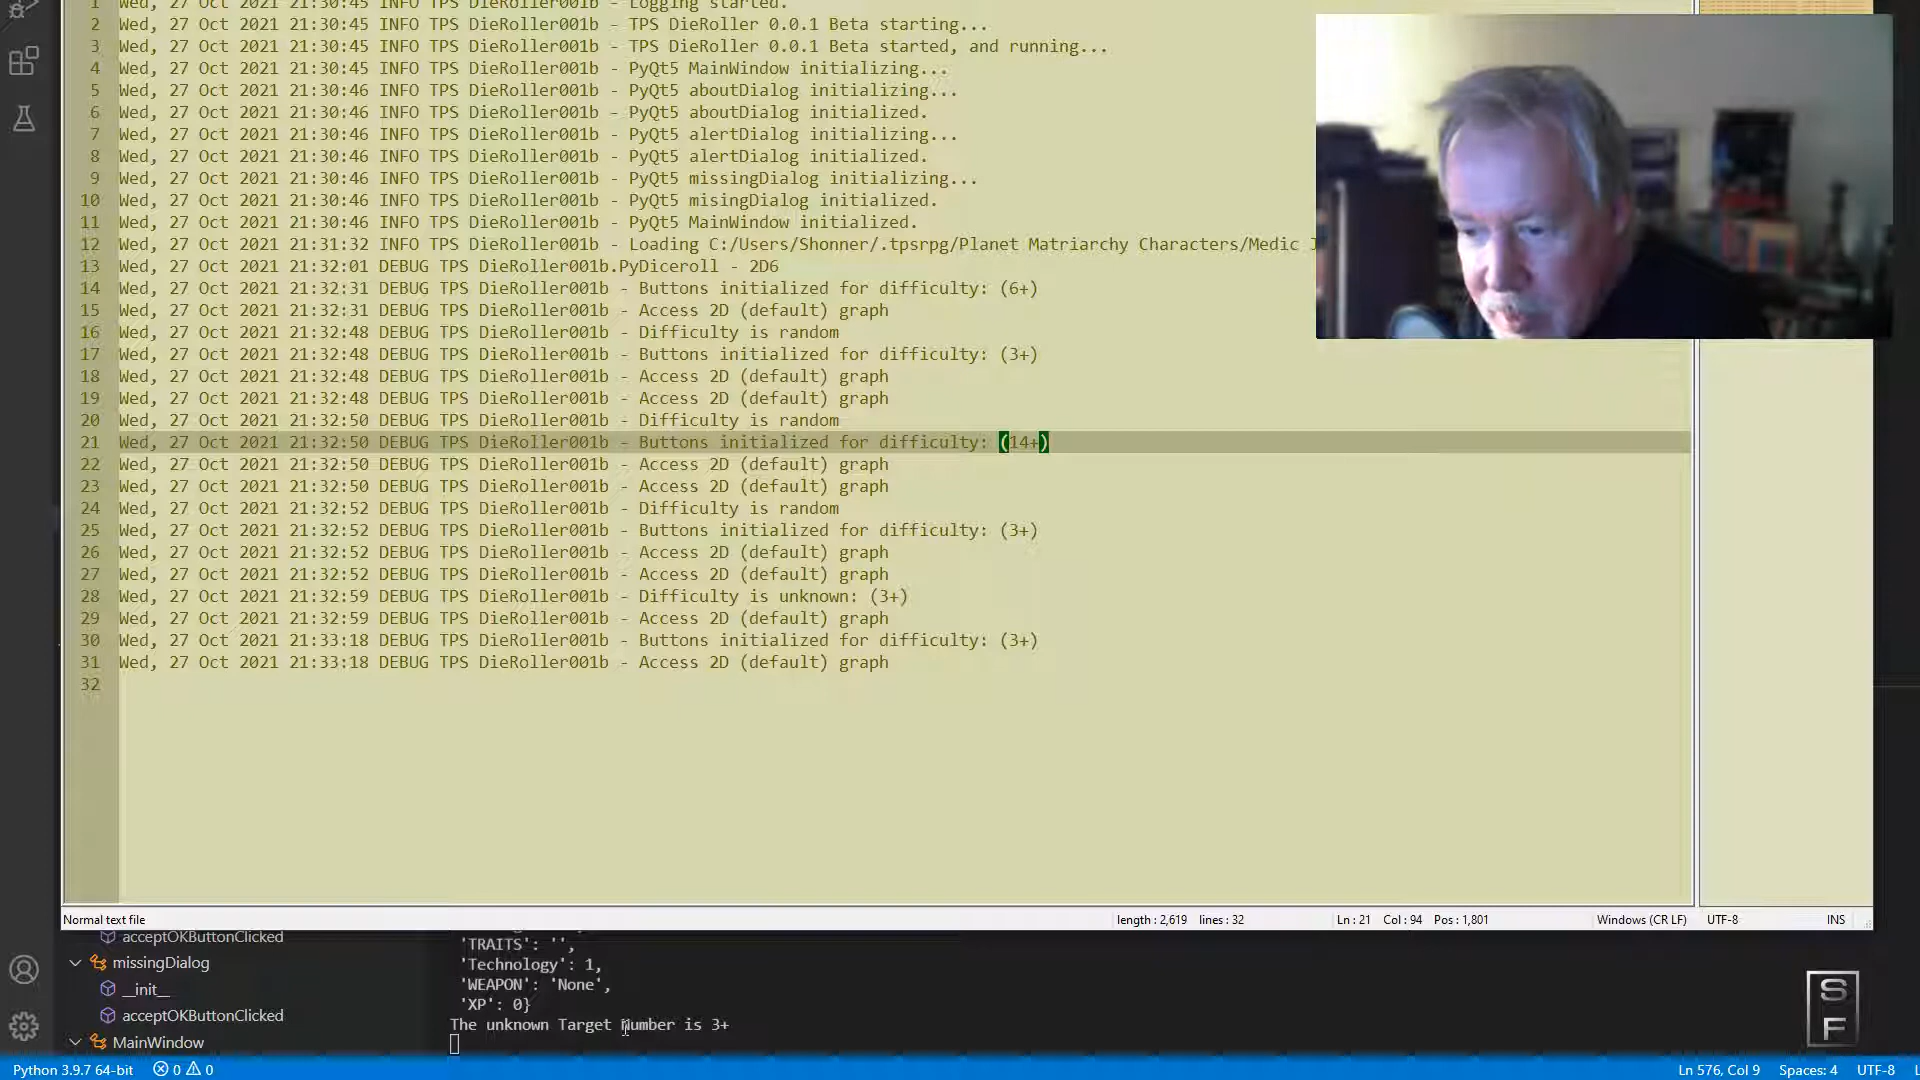 1 Wed, 27 Oct 2021 21:30:45 INFO TPS DieRoller001b - Logging started.
2 Wed, 27 Oct 2021 21:30:45 INFO TPS DieRoller001b - TPS DieRoller 0.0.1 Beta starting...
3 Wed, 27 Oct 2021 21:30:45 INFO TPS DieRoller001b - TPS DieRoller 0.0.1 Beta started, and running...
4 Wed, 27 Oct 2021 21:30:45 INFO TPS DieRoller001b - PyQt5 MainWindow initializing...
5 Wed, 27 Oct 2021 21:30:46 INFO TPS DieRoller001b - PyQt5 aboutDialog initializing...
6 Wed, 27 Oct 2021 21:30:46 INFO TPS DieRoller001b - PyQt5 aboutDialog initialized.
7 Wed, 27 Oct 2021 21:30:46 INFO TPS DieRoller001b - PyQt5 alertDialog initializing...
8 Wed, 27 Oct 2021 21:30:46 INFO TPS DieRoller001b - PyQt5 alertDialog initialized.
9 Wed, 27 Oct 2021 21:30:46 INFO TPS DieRoller001b - PyQt5 missingDialog initializing...
10 Wed, 27 Oct 2021 21:30:46 INFO TPS DieRoller001b - PyQt5 misingDialog initialized.
11 Wed, 27 Oct 2021 21:30:46 INFO TPS DieRoller001b - PyQt5 MainWindow initialized.
12 Wed, 27 Oct 2021 21:31:32 INFO TPS DieRoller001b - Loading C:/Users/Shonner/.tpsrpg/Planet Matriarchy Characters/Medic
13 Wed, 27 Oct 2021 21:32:01 DEBUG TPS DieRoller001b.PyDiceroll - 2D6
14 Wed, 27 Oct 2021 21:32:31 DEBUG TPS DieRoller001b - Buttons initialized for difficulty: (6+)
15 Wed, 27 Oct 2021 21:32:31 DEBUG TPS DieRoller001b - Access 2D (default) graph
16 Wed, 27 Oct 2021 21:32:48 DEBUG TPS DieRoller001b - Difficulty is random
17 Wed, 27 Oct 2021 21:32:48 DEBUG TPS DieRoller001b - Buttons initialized for difficulty: (3+)
18 Wed, 27 Oct 2021 21:32:48 DEBUG TPS DieRoller001b - Access 2D (default) graph
19 Wed, 27 Oct 2021 21:32:48 DEBUG TPS DieRoller001b - Access 2D (default) graph
20 Wed, 27 Oct 2021 21:32:50 DEBUG TPS DieRoller001b - Difficulty is random
21 Wed, 27 Oct 2021 21:32:50 DEBUG TPS DieRoller001b - Buttons initialized for difficulty: (14+)
22 Wed, 27 Oct 2021 21:32:50 DEBUG TPS DieRoller001b - Access 2D (default) graph
23 Wed, 27 Oct 2021 21:32:50 DEBUG TPS DieRoller001b - Access 2D (default) graph
24 Wed, 27 Oct 2021 21:32:52 DEBUG TPS DieRoller001b - Difficulty is random
25 Wed, 27 Oct 2021 21:32:52 DEBUG TPS DieRoller001b - Buttons initialized for difficulty: (3+)
26 Wed, 27 Oct 2021 21:32:52 DEBUG TPS DieRoller001b - Access 2D (default) graph
27 Wed, 27 Oct 2021 21:32:52 DEBUG TPS DieRoller001b - Access 2D (default) graph
28 Wed, 27 Oct 2021 21:32:59 DEBUG TPS DieRoller001b - Difficulty is unknown: (3+)
29 Wed, 27 Oct 2021 21:32:59 DEBUG TPS DieRoller001b - Access 2D (default) graph
30 Wed, 27 Oct 2021 21:33:18 DEBUG TPS DieRoller001b - Buttons initialized for difficulty: (3+)
31 Wed, 27 Oct 2021 21:33:18 DEBUG TPS DieRoller001b - Access 2D (default) graph
32
Normal text file length : 2,619 lines : 32 Ln : 21 Col : 94 Pos : 1,801 Windows (CR LF) UTF-8 INS
acceptOKButtonClicked
missingDialog
__init__
acceptOKButtonClicked
MainWindow
'TRAITS': '',
'Technology': 1,
'WEAPON': 'None',
'XP': 0}
The unknown Target Number is 3+
S
F
Python 3.9.7 64-bit 0 0 Ln 576, Col 9 Spaces: 4 UTF-8